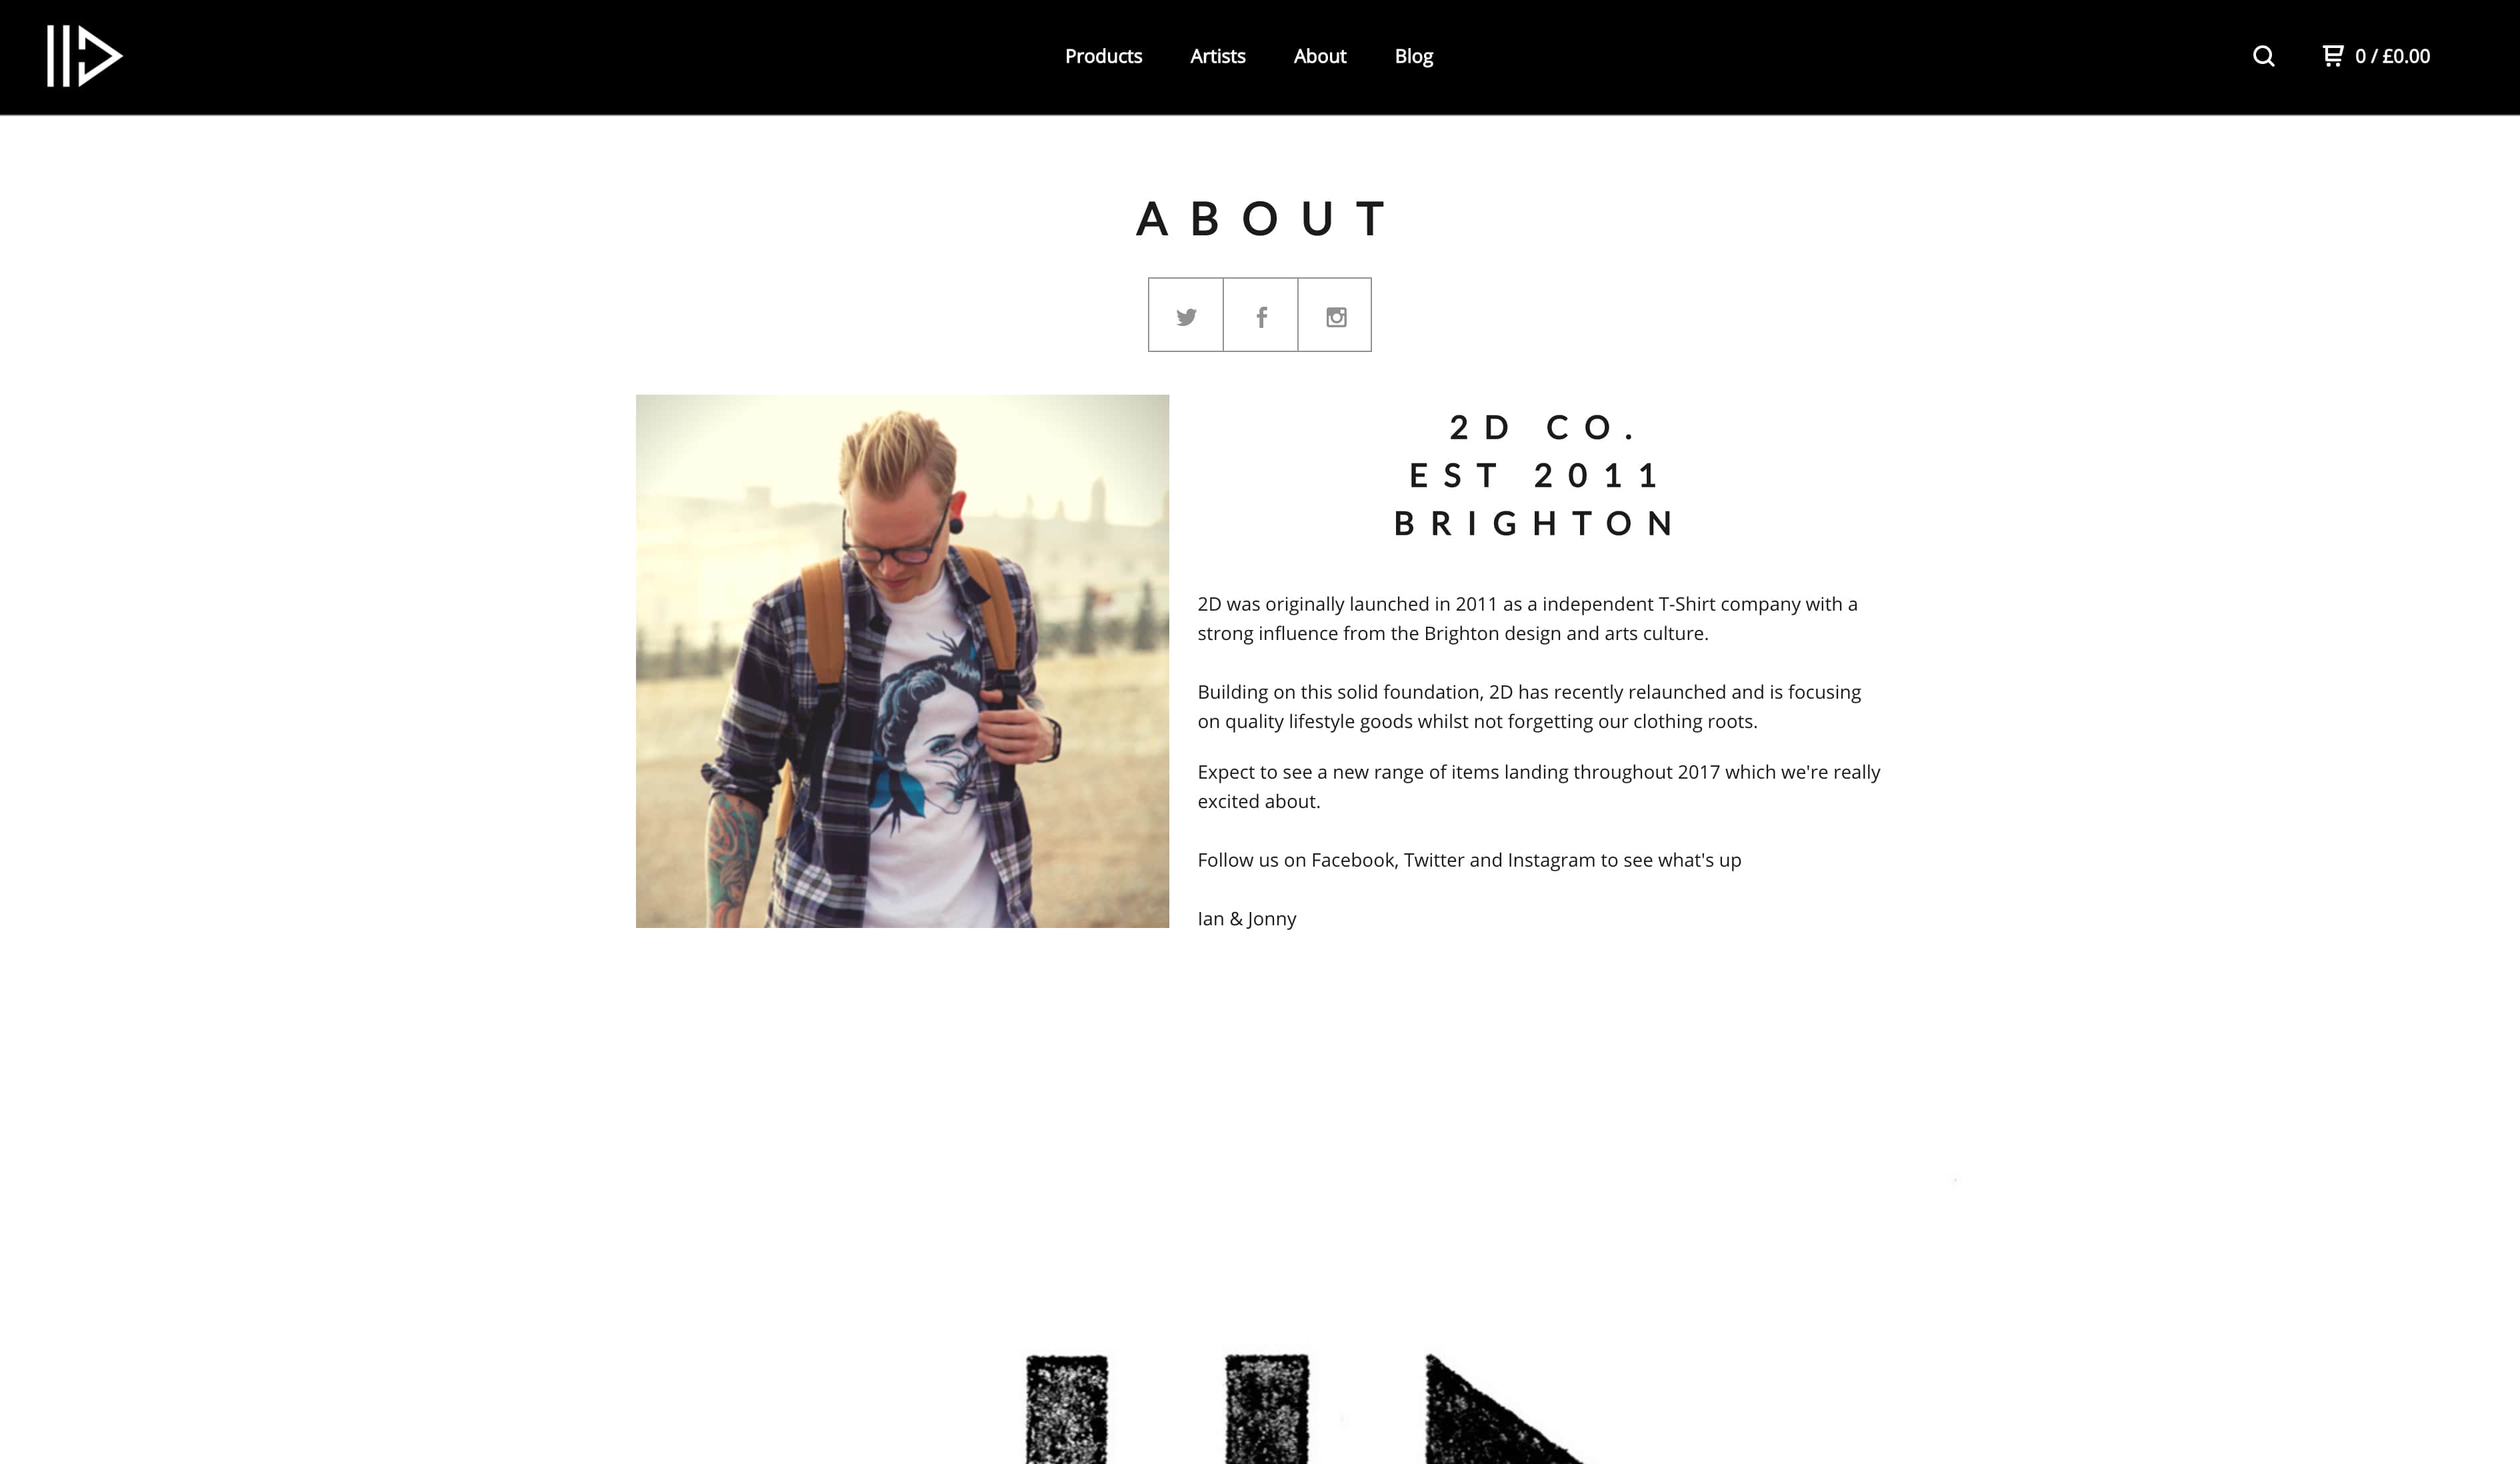 Products Artists About Blog 0 / £0.00
ABOUT
2D CO.
EST 2011
BRIGHTON
2D was originally launched in 2011 as a independent T-Shirt company with a
strong influence from the Brighton design and arts culture.
Building on this solid foundation, 2D has recently relaunched and is focusing
on quality lifestyle goods whilst not forgetting our clothing roots.
Expect to see a new range of items landing throughout 2017 which we're really
excited about.
Follow us on Facebook, Twitter and Instagram to see what's up
Ian & Jonny